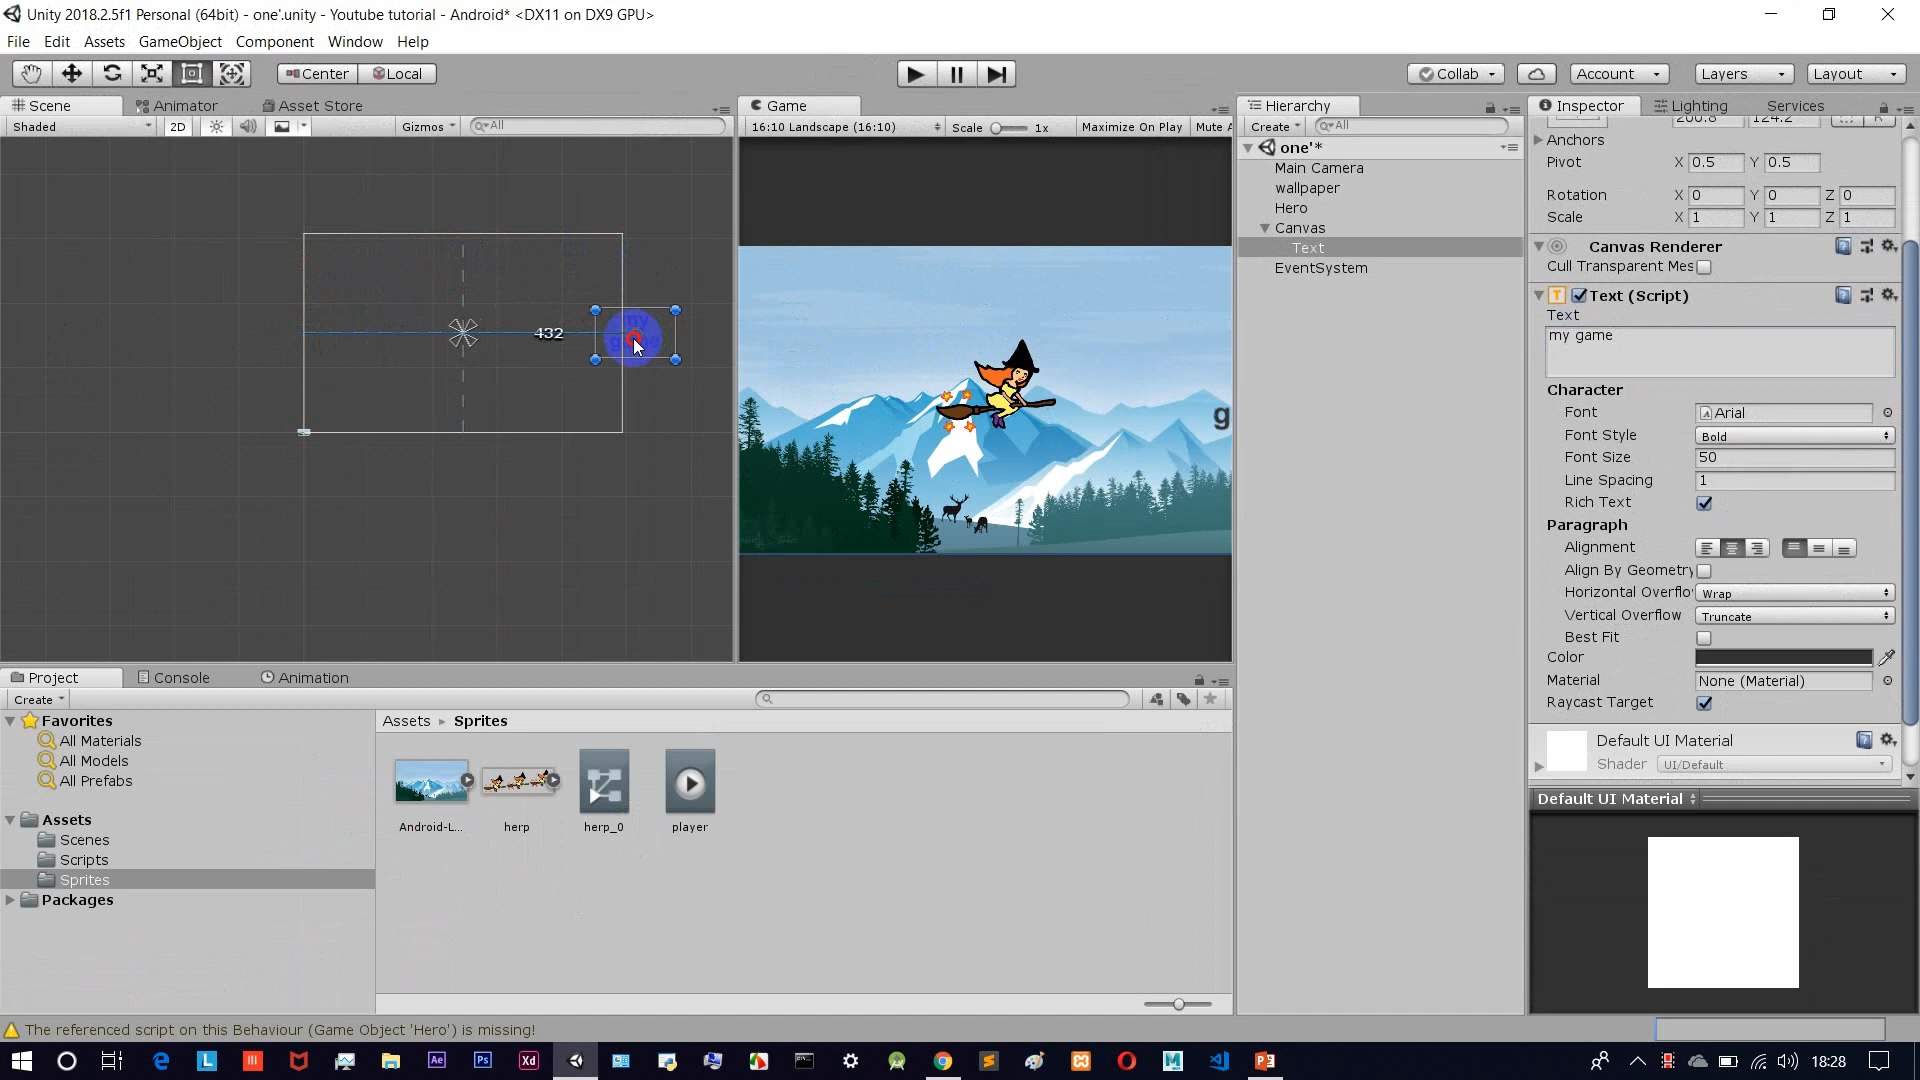 Unity 2018.2.5f1 Personal (64bit) - one'.unity - Youtube tutorial - Android* <DX11 on DX9 GPU>
File Edit Assets GameObject Component Window Help
Center Local Collab Account Layers Layout
Scene Animator Asset Store
Shaded 2D Gizmos All
432
Game
16:10 Landscape (16:10) Scale 1x Maximize On Play Mute A
g
Hierarchy
Create All
one'*
Main Camera
wallpaper
Hero
Canvas
Text
EventSystem
Inspector Lighting Services
200.8 124.2 R
Anchors
Pivot X 0.5 Y 0.5
Rotation X 0 Y 0 Z 0
Scale X 1 Y 1 Z 1
Canvas Renderer
Cull Transparent Mes
Text (Script)
Text
my game
Character
Font Arial
Font Style Bold
Font Size 50
Line Spacing 1
Rich Text
Paragraph
Alignment
Align By Geometry
Horizontal Overflo Wrap
Vertical Overflow Truncate
Best Fit
Color
Material None (Material)
Raycast Target
Default UI Material
Shader UI/Default
Default UI Material
Project Console Animation
Create
Favorites
All Materials
All Models
All Prefabs
Assets
Scenes
Scripts
Sprites
Packages
Assets Sprites
Android-L...
herp
herp_0
player
The referenced script on this Behaviour (Game Object 'Hero') is missing!
18:28